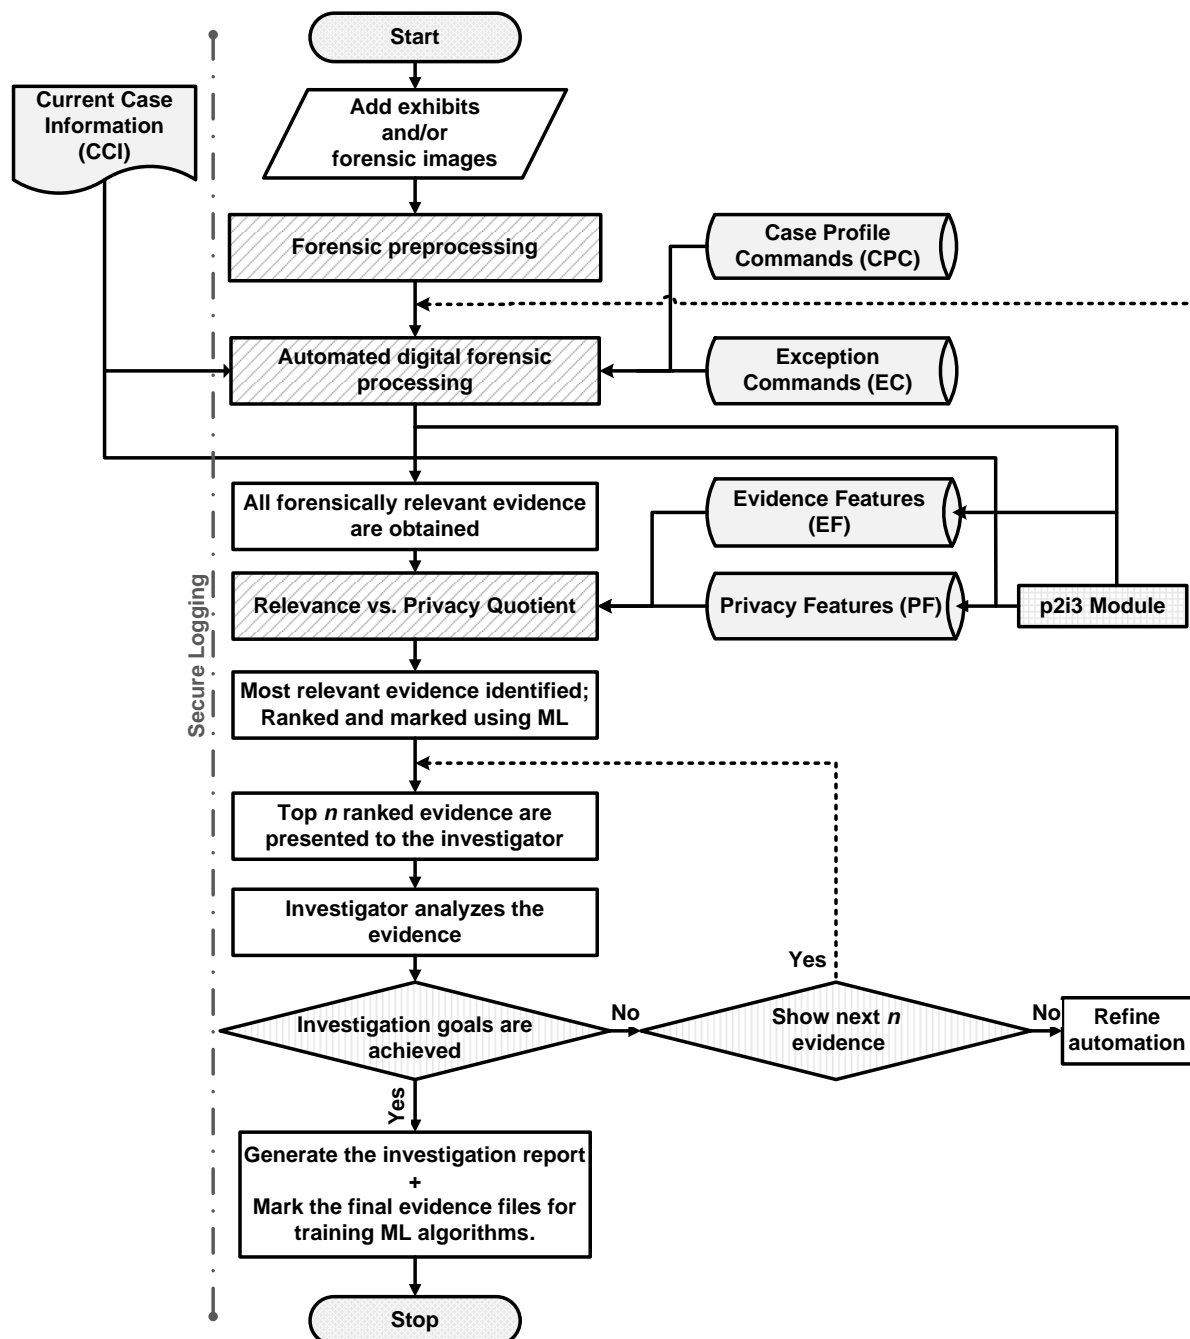 Start
Current Case
Information
(CCI)
Add exhibits
and/or
forensic images
Forensic preprocessing
Case Profile
Commands (CPC)
Automated digital forensic
processing
Exception
Commands (EC)
All forensically relevant evidence
are obtained
Evidence Features
(EF)
Relevance vs. Privacy Quotient
Privacy Features (PF)
p2i3 Module
Secure Logging
Most relevant evidence identified;
Ranked and marked using ML
Top n ranked evidence are
presented to the investigator
Investigator analyzes the
evidence
Yes
Investigation goals are
achieved
No
Show next n
evidence
No
Refine
automation
Yes
Generate the investigation report
+
Mark the final evidence files for
training ML algorithms.
Stop